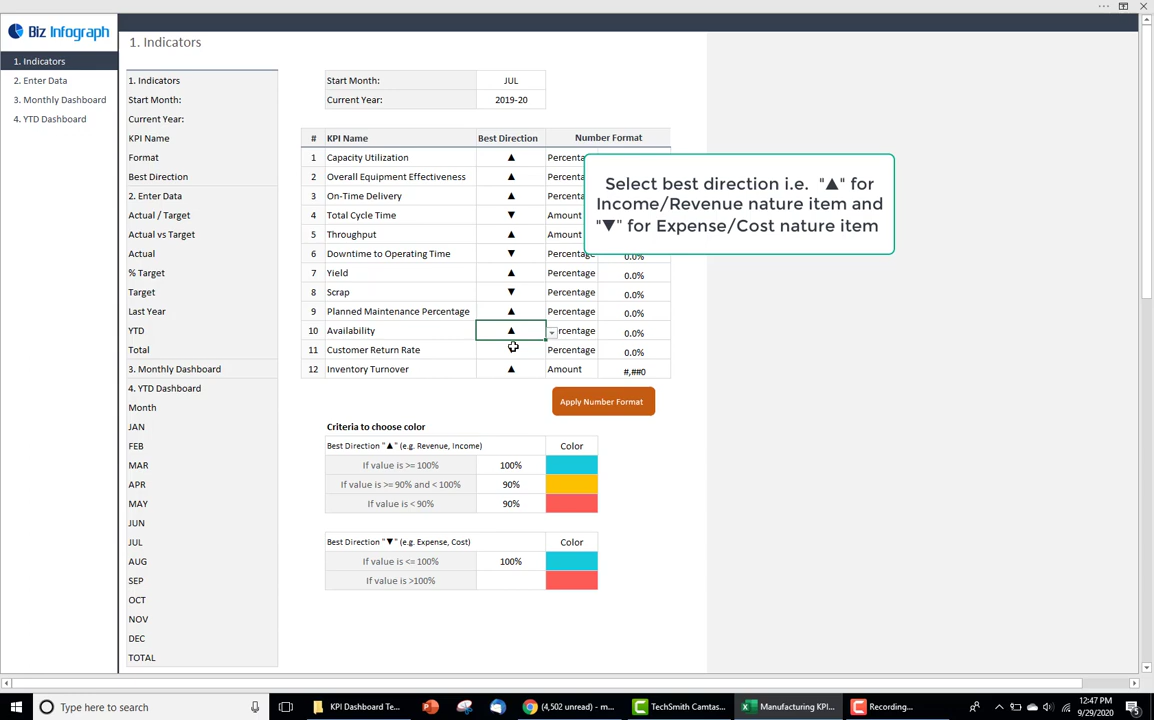 Biz Infograph
1. Indicators
2. Enter Data
3. Monthly Dashboard
4. YTD Dashboard
1. Indicators
1. Indicators
Start Month:
Current Year:
KPI Name
Format
Best Direction
2. Enter Data
Actual / Target
Actual vs Target
Actual
% Target
Target
Last Year
YTD
Total
3. Monthly Dashboard
4. YTD Dashboard
Month
JAN
FEB
MAR
APR
MAY
JUN
JUL
AUG
SEP
OCT
NOV
DEC
TOTAL
Start Month: JUL
Current Year: 2019-20
# KPI Name Best Direction Number Format
1 Capacity Utilization ▲ Percenta
2 Overall Equipment Effectiveness ▲ Percenta
3 On-Time Delivery ▲ Percenta
4 Total Cycle Time ▼ Amount
5 Throughput ▲ Amount
6 Downtime to Operating Time ▼ Percenta 0.0%
7 Yield ▲ Percentage 0.0%
8 Scrap ▼ Percentage 0.0%
9 Planned Maintenance Percentage ▲ Percentage 0.0%
10 Availability ▲ rcentage 0.0%
11 Customer Return Rate Percentage 0.0%
12 Inventory Turnover ▲ Amount #,##0
Select best direction i.e. "▲" for
Income/Revenue nature item and
"▼" for Expense/Cost nature item
Apply Number Format
Criteria to choose color
Best Direction "▲" (e.g. Revenue, Income) Color
If value is >= 100% 100%
If value is >= 90% and < 100% 90%
If value is < 90% 90%
Best Direction "▼" (e.g. Expense, Cost) Color
If value is <= 100% 100%
If value is >100%
Type here to search
KPI Dashboard Te...
(4,502 unread) - m...
TechSmith Camtas...
Manufacturing KPI...
Recording...
12:47 PM
9/29/2020
5